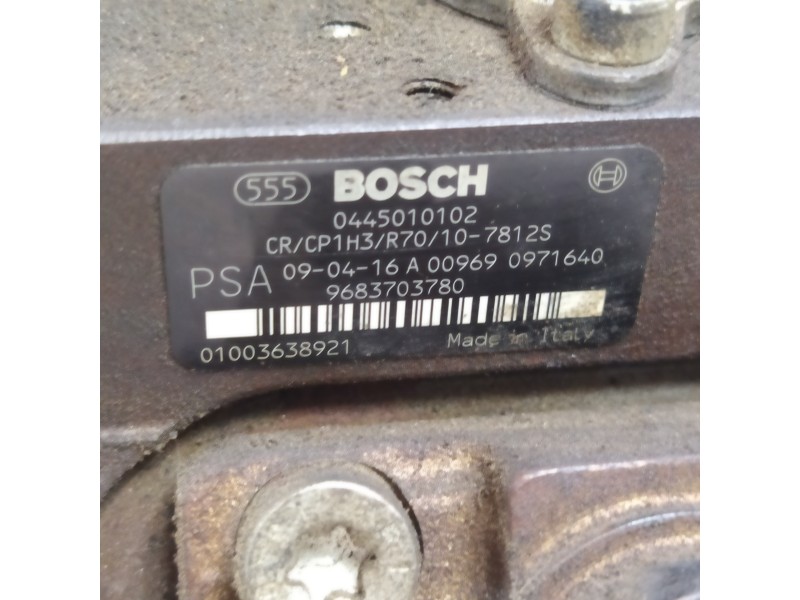 555 BOSCH
0445010102
CR/CP1H3/R70/10-7812S
PSA 09-04-16 A 00969 0971640
9683703780
01003638921 Made in Italy